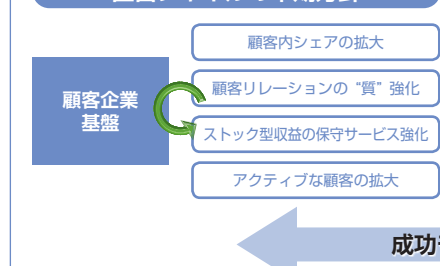 顧客内シェアの拡大
顧客リレーションの“質”強化
顧客企業
基盤
ストック型収益の保守サービス強化
アクティブな顧客の拡大
成功